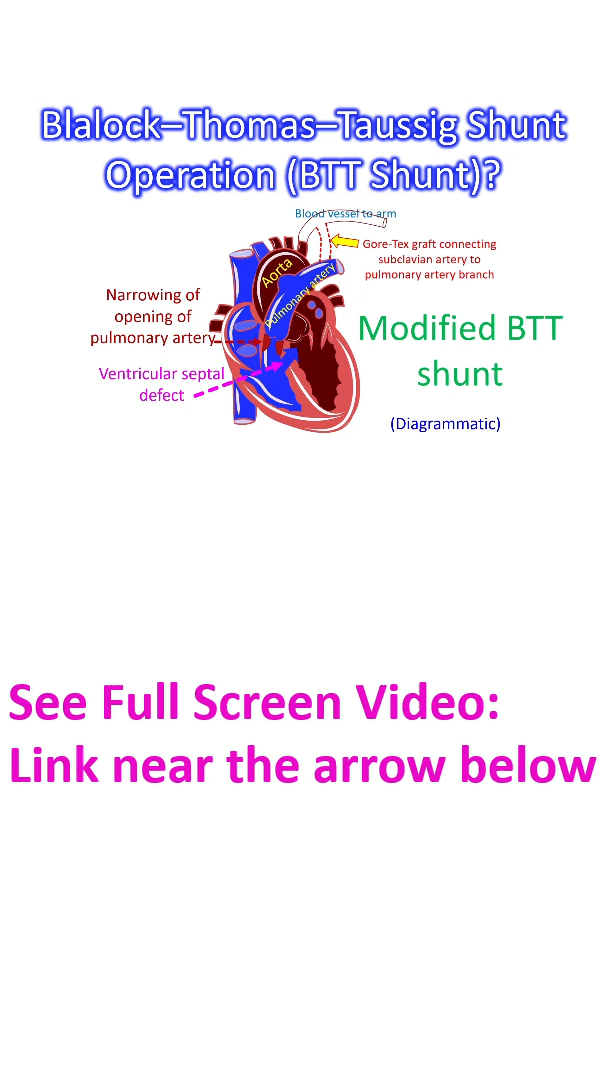 Blalock–Thomas–Taussig Shunt
Operation (BTT Shunt)?
Blood vessel to arm
Gore-Tex graft connecting
subclavian artery to
pulmonary artery branch
Aorta
Pulmonary artery
Narrowing of
opening of
pulmonary artery
Modified BTT
shunt
Ventricular septal
defect
(Diagrammatic)
See Full Screen Video:
Link near the arrow below